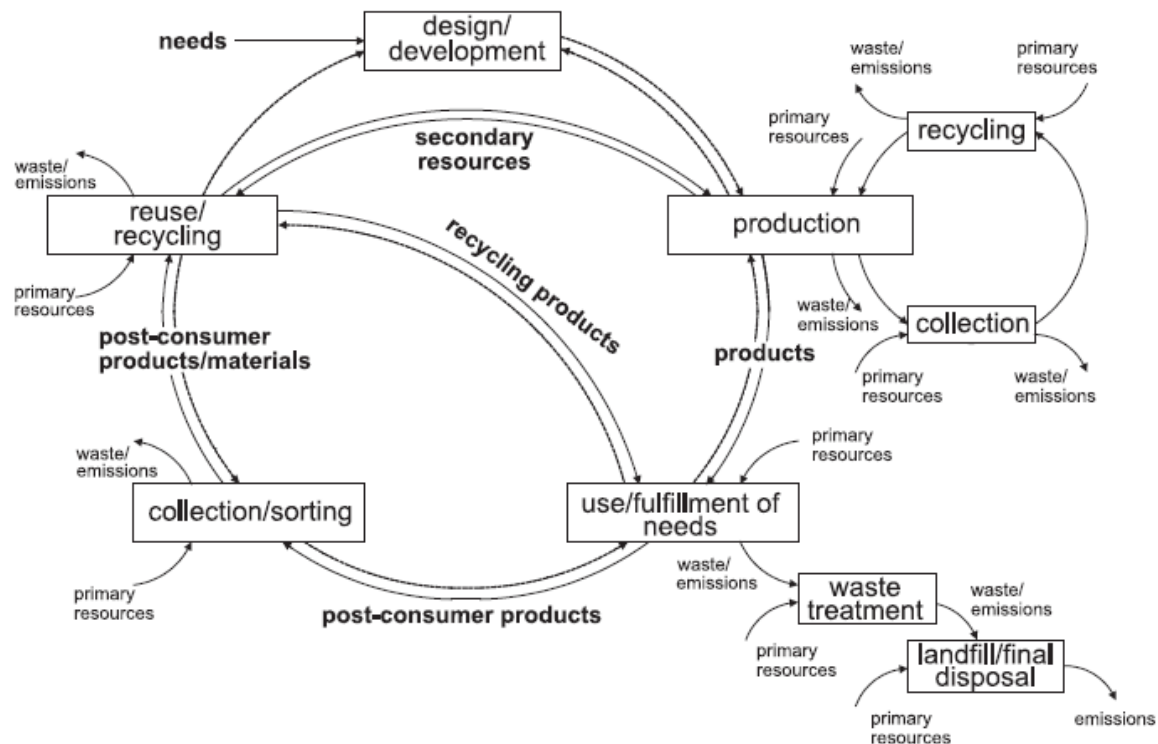 needs
design/
development
waste/
emissions
primary
resources
primary
resources
recycling
secondary
resources
waste/
emissions
reuse/
recycling
production
recycling products
primary
resources
waste/
emissions
collection
post-consumer
products/materials
products
primary
resources
waste/
emissions
primary
resources
waste/
emissions
collection/sorting
use/fulfillment of
needs
primary
resources
waste/
emissions
waste
treatment
waste/
emissions
post-consumer products
primary
resources
landfill/final
disposal
primary
resources
emissions